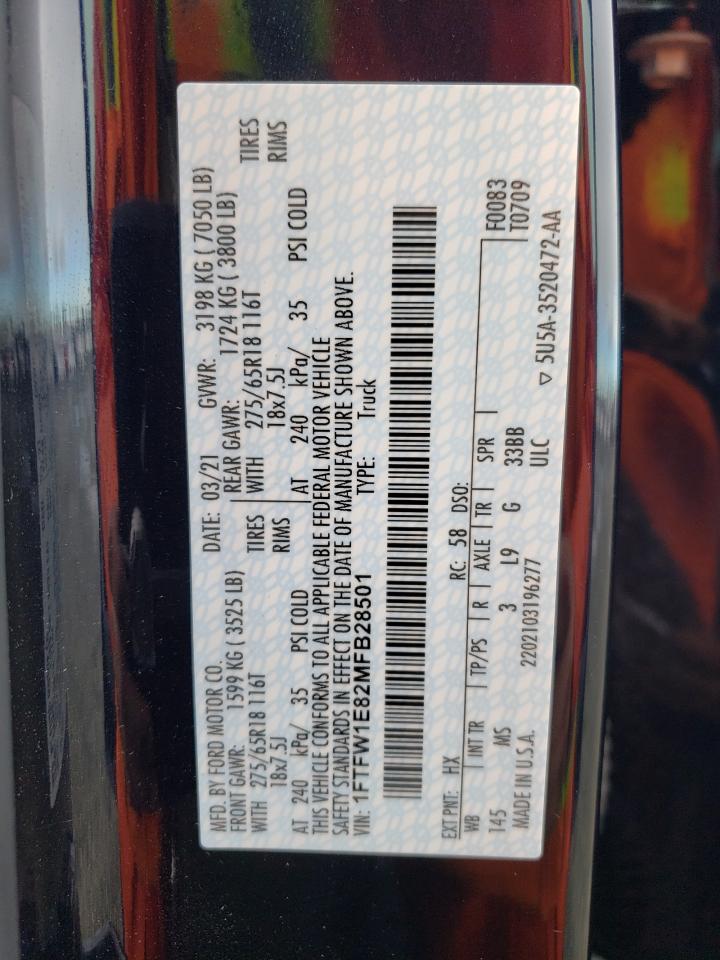 MFD. BY FORD MOTOR CO. DATE: 03/21 GVWR: 3198 KG ( 7050 LB)
FRONT GAWR: 1599 KG ( 3525 LB) REAR GAWR: 1724 KG ( 3800 LB)
WITH 275/65R18 116T TIRES WITH 275/65R18 116T TIRES
18x7.5J RIMS 18x7.5J RIMS
AT 240 kPa/ 35 PSI COLD AT 240 kPa/ 35 PSI COLD
THIS VEHICLE CONFORMS TO ALL APPLICABLE FEDERAL MOTOR VEHICLE
SAFETY STANDARDS IN EFFECT ON THE DATE OF MANUFACTURE SHOWN ABOVE.
VIN: 1FTFW1E82MFB28501 TYPE: Truck
EXT PNT: HX RC: 58 DSO:
WB INT TR TP/PS R AXLE TR SPR F0083
145 MS 3 L9 G 33BB T0709
MADE IN U.S.A. 2202103196277 ULC ▽ 5U5A-3520472-AA